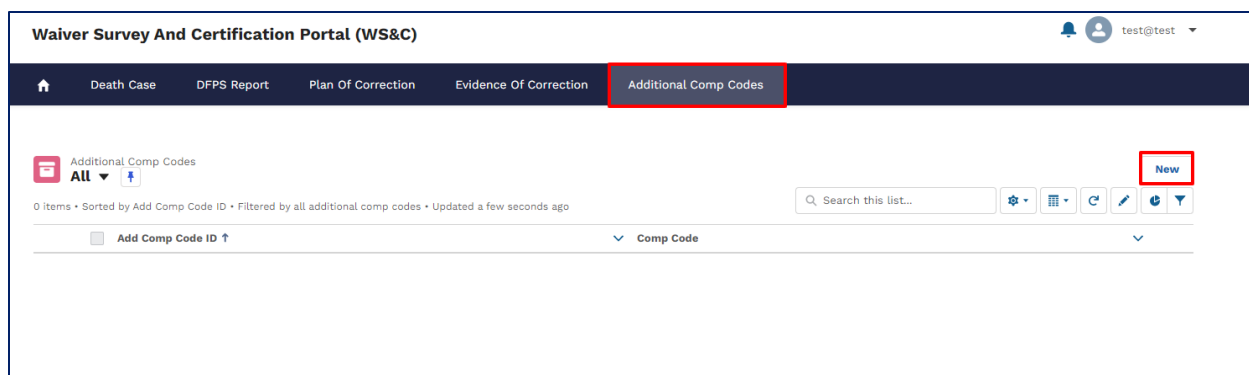 Waiver Survey And Certification Portal (WS&C)
test@test
Death Case DFPS Report Plan Of Correction Evidence Of Correction Additional Comp Codes
Additional Comp Codes
All
New
0 items • Sorted by Add Comp Code ID • Filtered by all additional comp codes • Updated a few seconds ago
Search this list...
Add Comp Code ID Comp Code